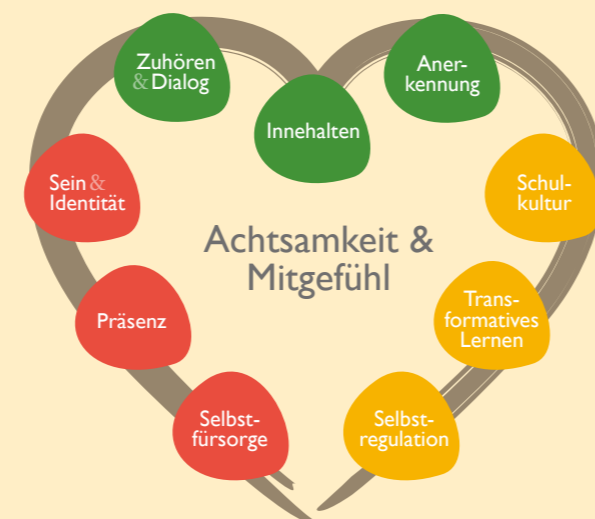 Zuhören
& Dialog
Innehalten
Aner-
kennung
Sein &
Identität
Schul-
kultur
Achtsamkeit &
Mitgefühl
Präsenz
Trans-
formatives
Lernen
Selbst-
fürsorge
Selbst-
regulation